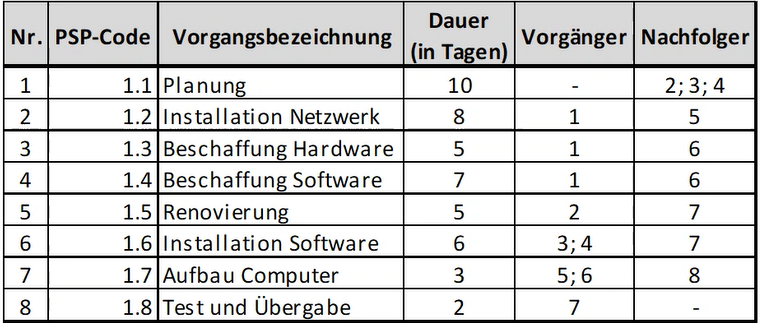 Nr. PSP-Code Vorgangsbezeichnung Dauer (in Tagen) Vorgänger Nachfolger
1 1.1 Planung 10 - 2; 3; 4
2 1.2 Installation Netzwerk 8 1 5
3 1.3 Beschaffung Hardware 5 1 6
4 1.4 Beschaffung Software 7 1 6
5 1.5 Renovierung 5 2 7
6 1.6 Installation Software 6 3; 4 7
7 1.7 Aufbau Computer 3 5; 6 8
8 1.8 Test und Übergabe 2 7 -